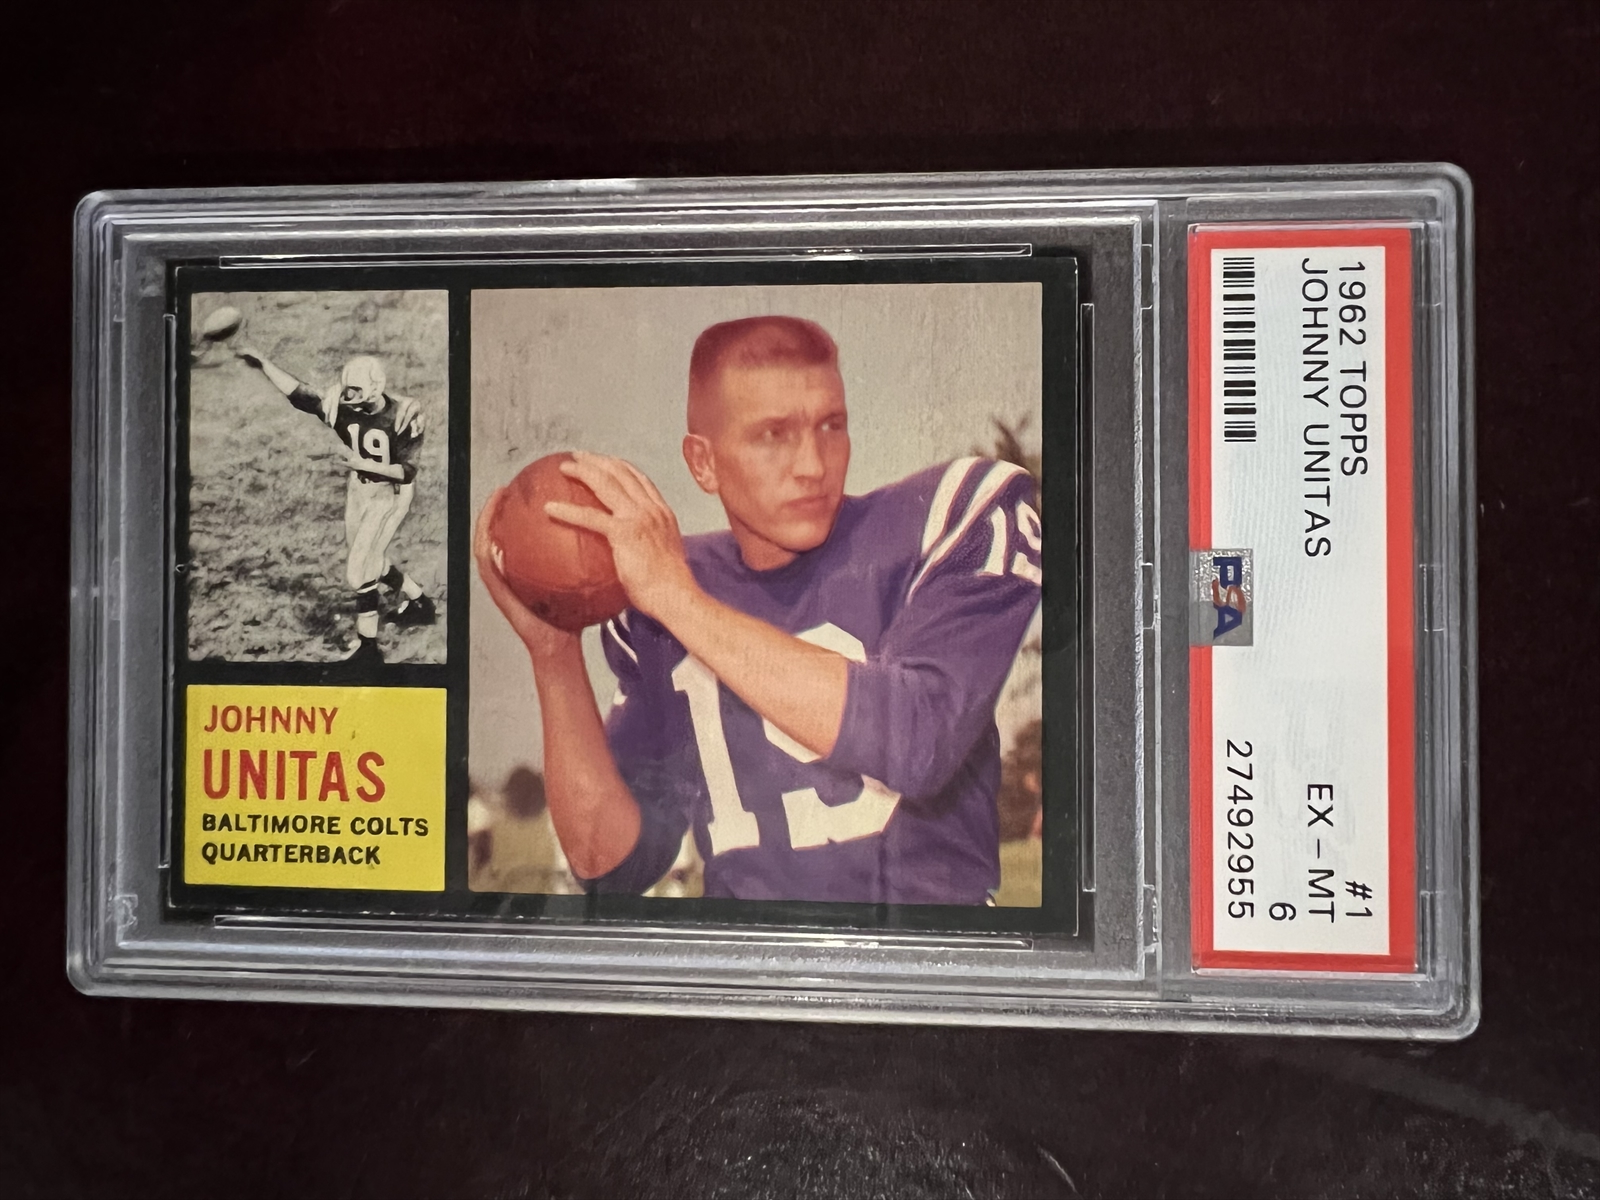 19
19
19
JOHNNY
UNITAS
BALTIMORE COLTS
QUARTERBACK
1962 TOPPS #1
JOHNNY UNITAS EX - MT
6
PSA 27492955